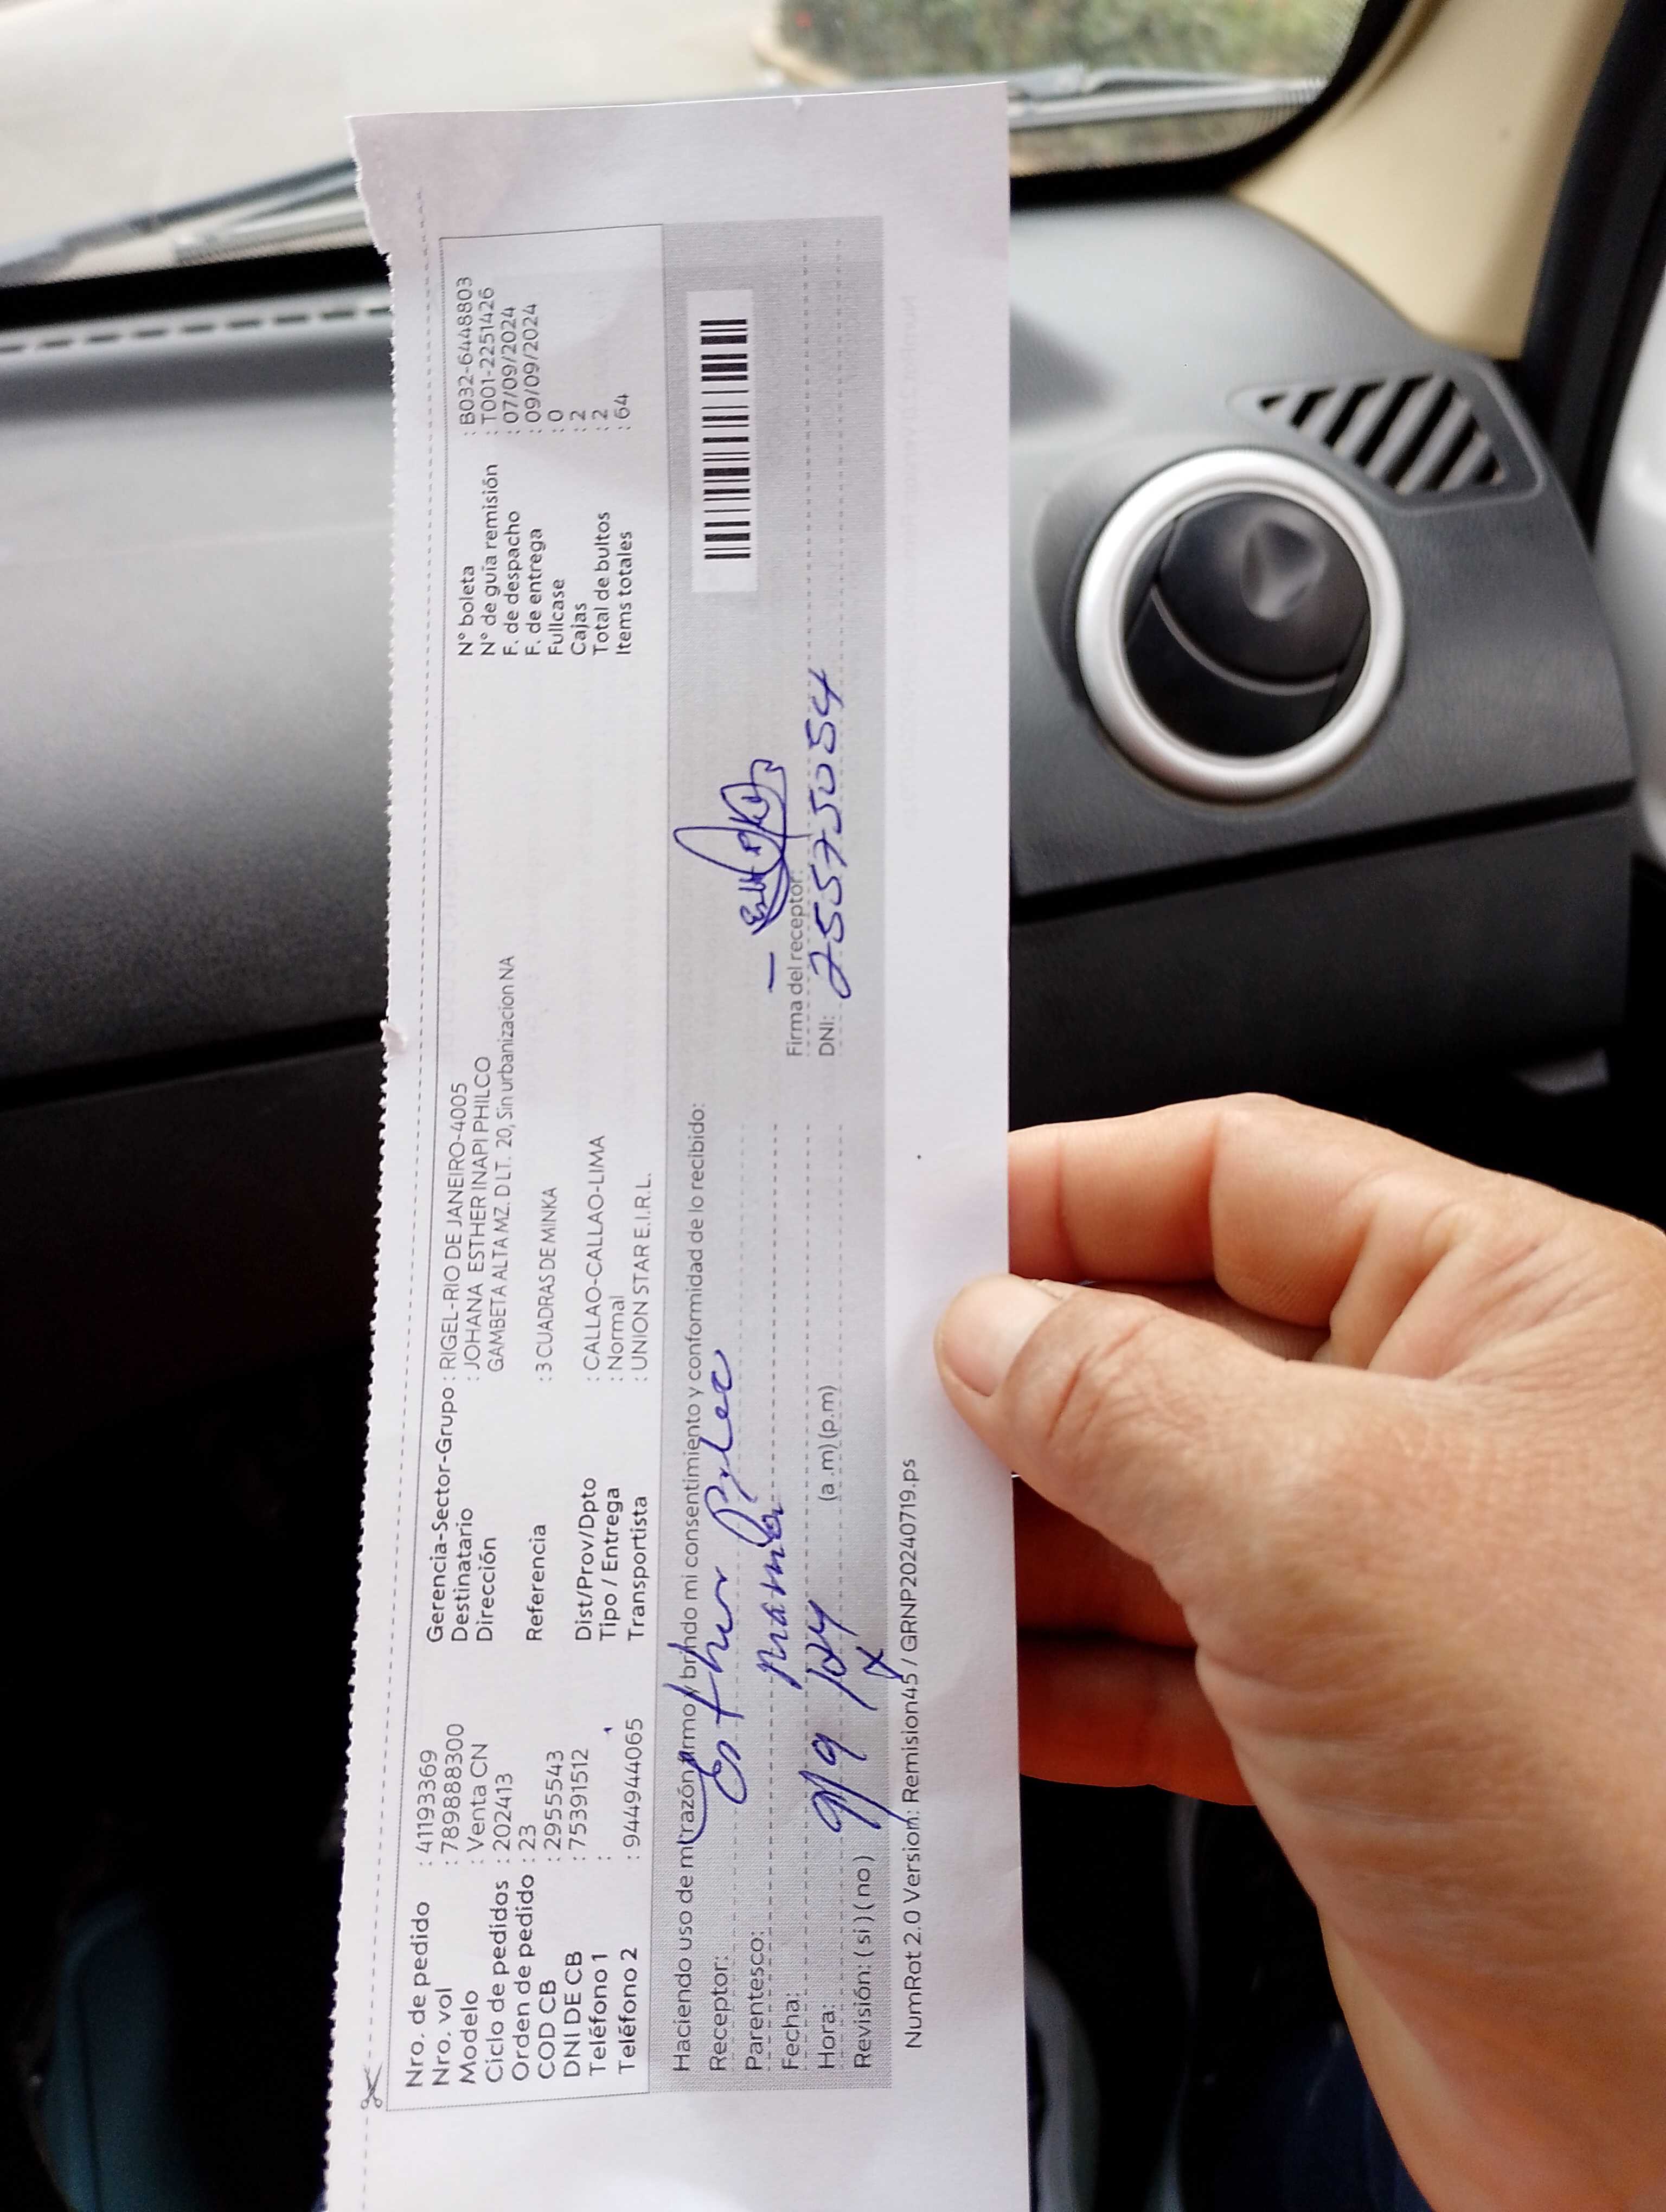 Nro. de pedido : 41193369
Nro. vol : 789888300
Modelo : Venta CN
Ciclo de pedidos : 202413
Orden de pedido : 23
COD CB : 29555543
DNI DE CB : 75391512
Teléfono 1 :
Teléfono 2 : 944944065
Gerencia-Sector-Grupo : RIGEL-RIO DE JANEIRO-4005
Destinatario : JOHANA ESTHER INAPI PHILCO
Dirección GAMBETA ALTA MZ. D LT. 20, Sin urbanizacion NA
Referencia : 3 CUADRAS DE MINKA
Dist/Prov/Dpto : CALLAO-CALLAO-LIMA
Tipo / Entrega : Normal
Transportista : UNION STAR E.I.R.L.
N° boleta : B032-6448803
N° de guía remisión : T001-2251426
F. de despacho : 07/09/2024
F. de entrega : 09/09/2024
Fullcase : 0
Cajas : 2
Total de bultos : 2
Items totales : 64
Haciendo uso de mi razón firmo y brindo mi consentimiento y conformidad de lo recibido:
Receptor: Esther
Parentesco: mamá
Fecha: 9/9/24
Hora: (a.m) (p.m)
Revisión: ( si ) ( no ) X
Firma del receptor:
DNI: 25575054
NumRot 2.0 Version: Remision45 / GRNP20240719.ps